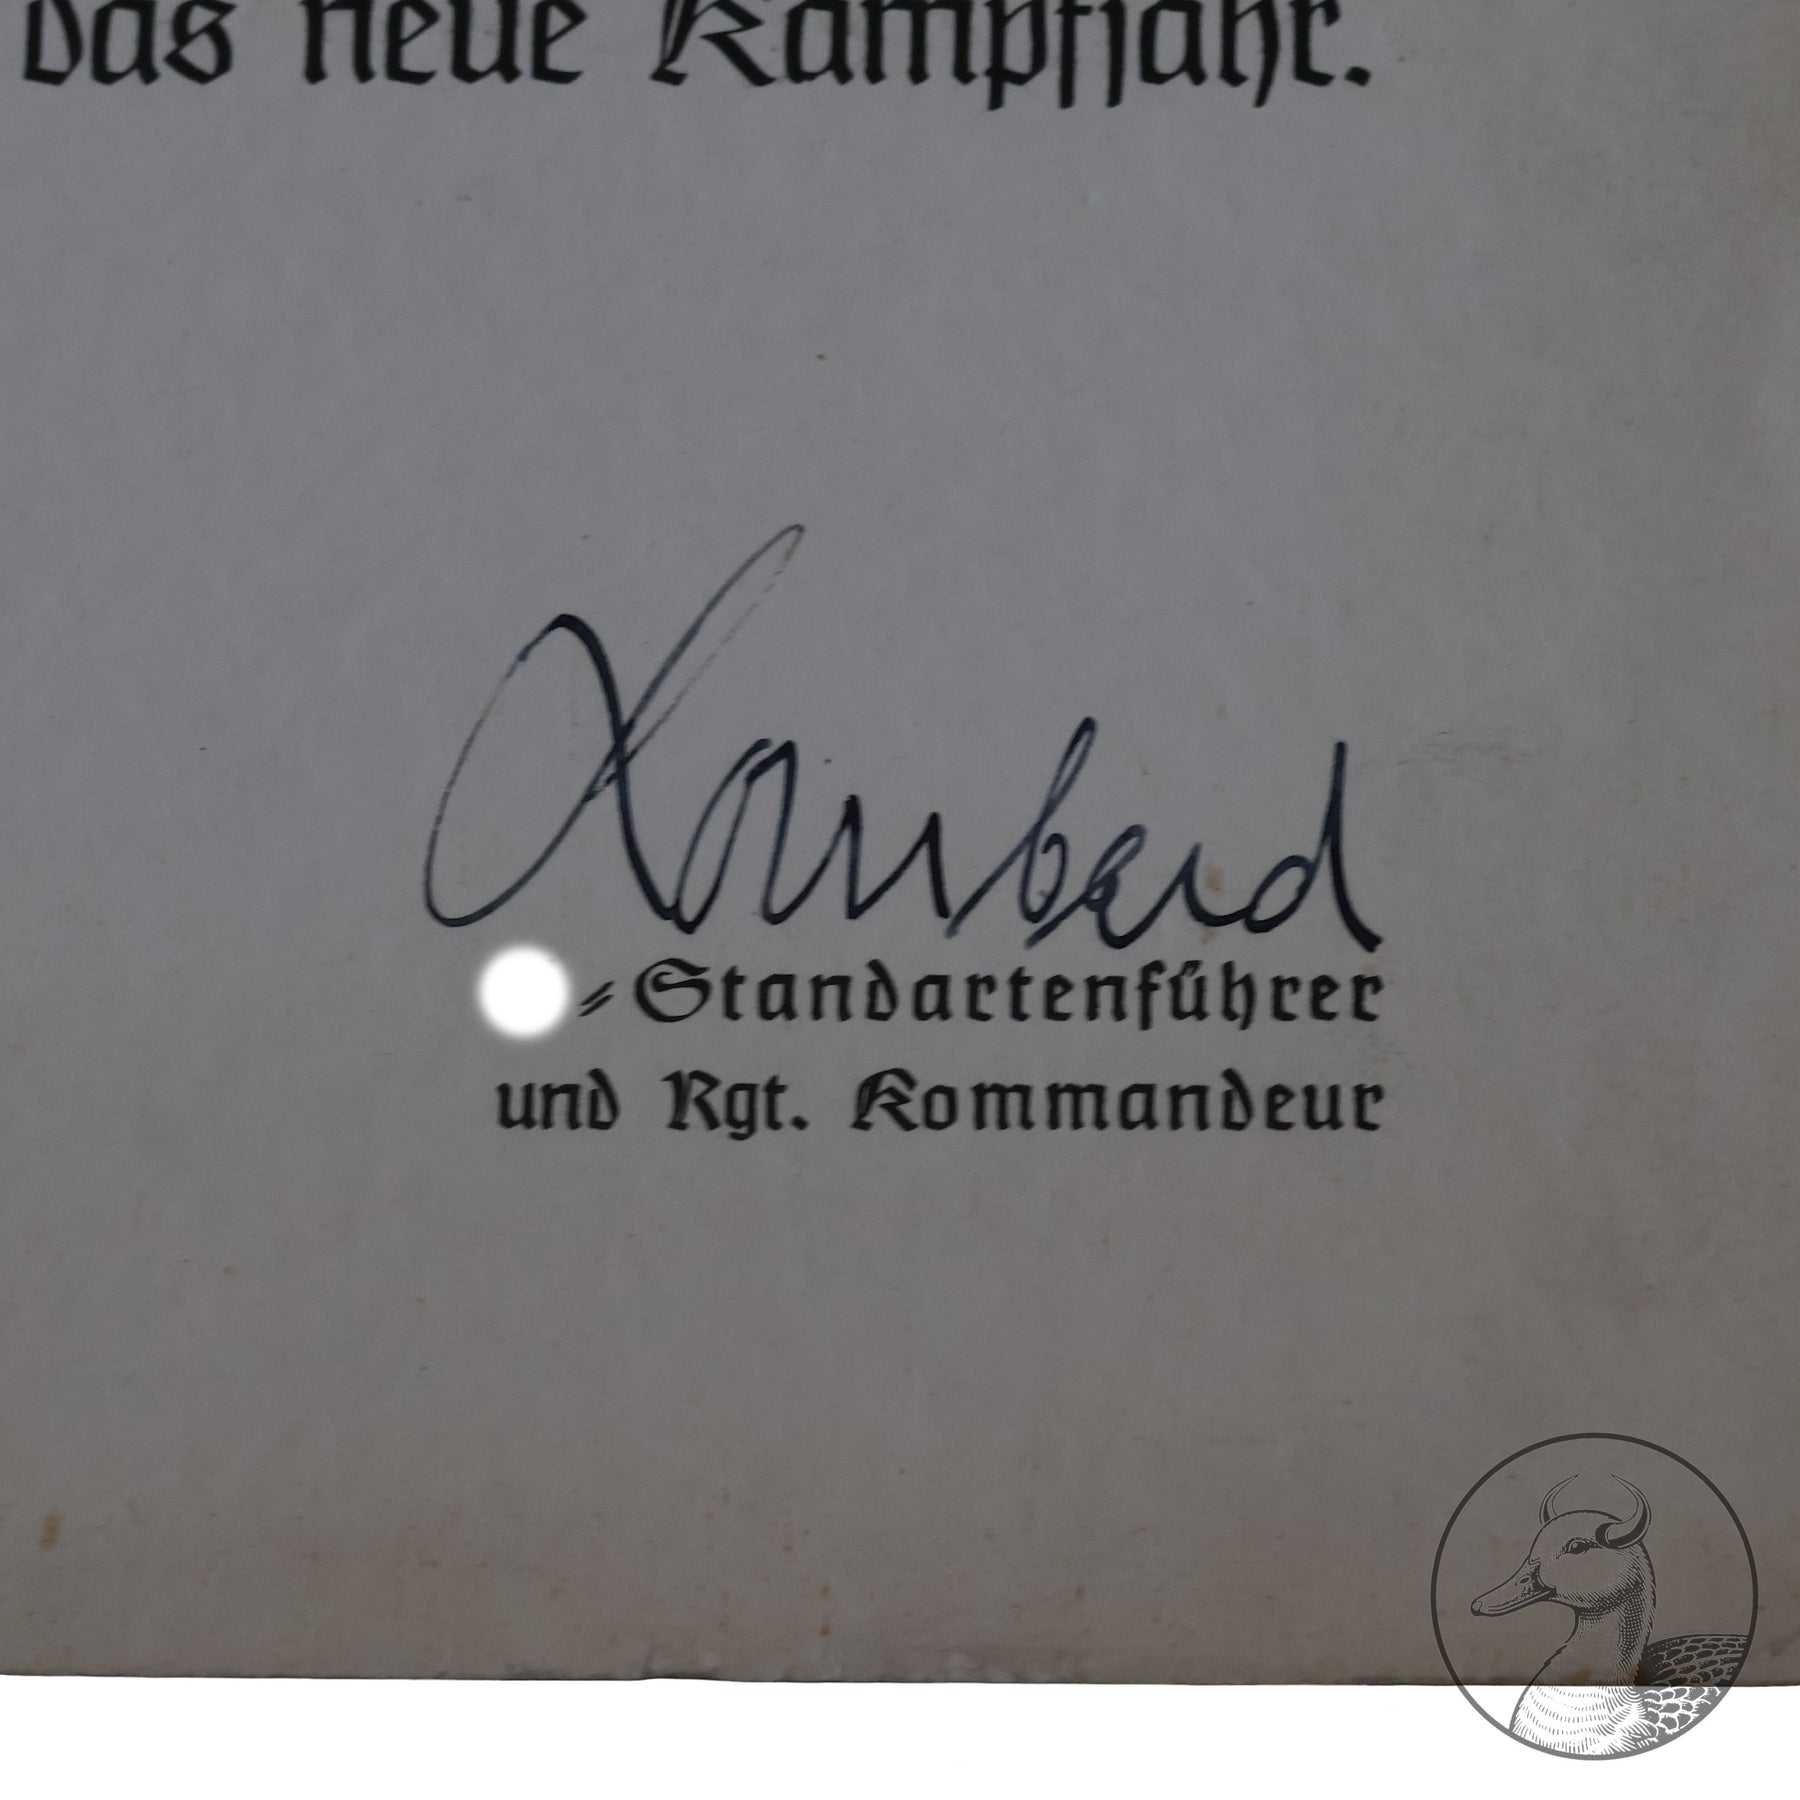 das neue Kampfjahr.
-Standartenführer
und Rgt. Kommandeur